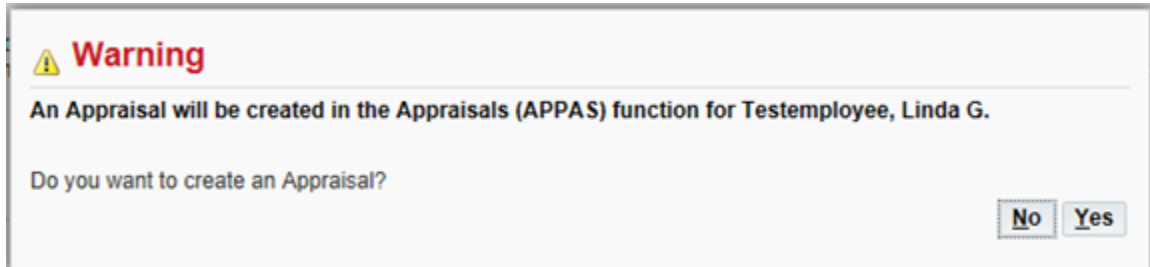 Warning
An Appraisal will be created in the Appraisals (APPAS) function for Testemployee, Linda G.
Do you want to create an Appraisal?
No Yes